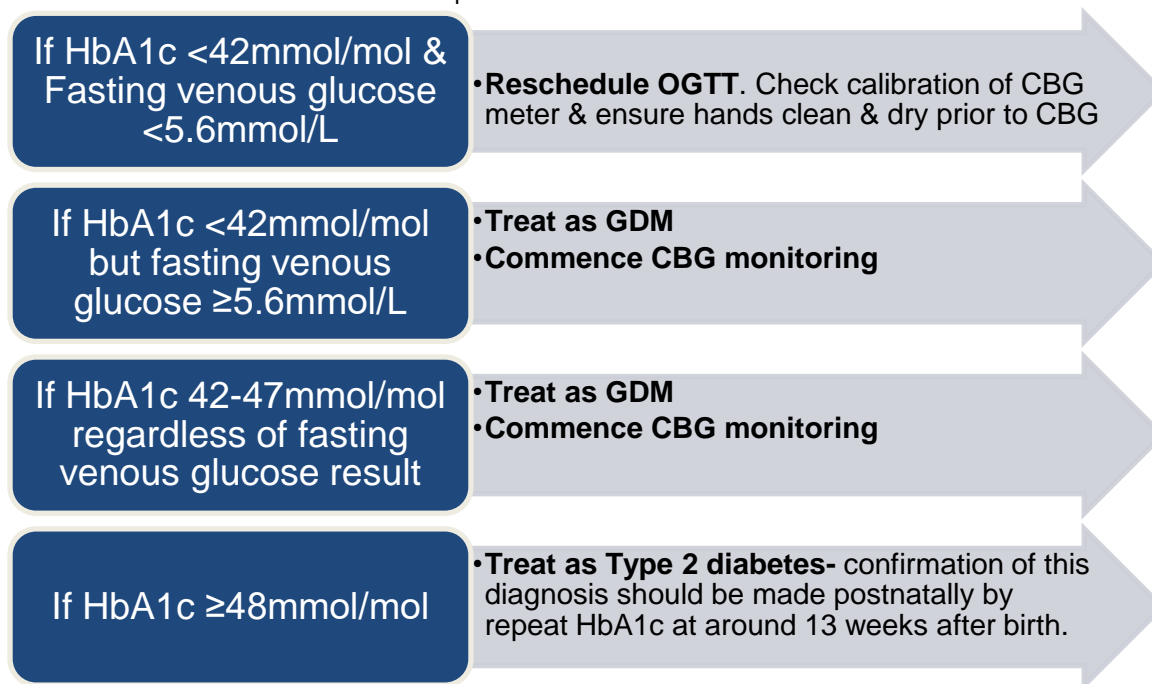 If HbA1c <42mmol/mol &
Fasting venous glucose
<5.6mmol/L
•Reschedule OGTT. Check calibration of CBG
meter & ensure hands clean & dry prior to CBG
If HbA1c <42mmol/mol
but fasting venous
glucose ≥5.6mmol/L
•Treat as GDM
•Commence CBG monitoring
If HbA1c 42-47mmol/mol
regardless of fasting
venous glucose result
•Treat as GDM
•Commence CBG monitoring
If HbA1c ≥48mmol/mol
•Treat as Type 2 diabetes- confirmation of this
diagnosis should be made postnatally by
repeat HbA1c at around 13 weeks after birth.